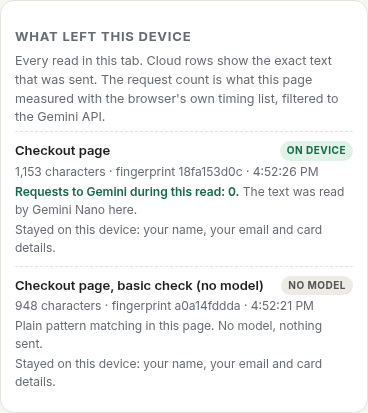 WHAT LEFT THIS DEVICE
Every read in this tab. Cloud rows show the exact text
that was sent. The request count is what this page
measured with the browser's own timing list, filtered to
the Gemini API.
Checkout page
ON DEVICE
1,153 characters · fingerprint 18fa153d0c · 4:52:26 PM
Requests to Gemini during this read: 0. The text was read
by Gemini Nano here.
Stayed on this device: your name, your email and card
details.
Checkout page, basic check (no model)
NO MODEL
948 characters · fingerprint a0a14fddda · 4:52:21 PM
Plain pattern matching in this page. No model, nothing
sent.
Stayed on this device: your name, your email and card
details.